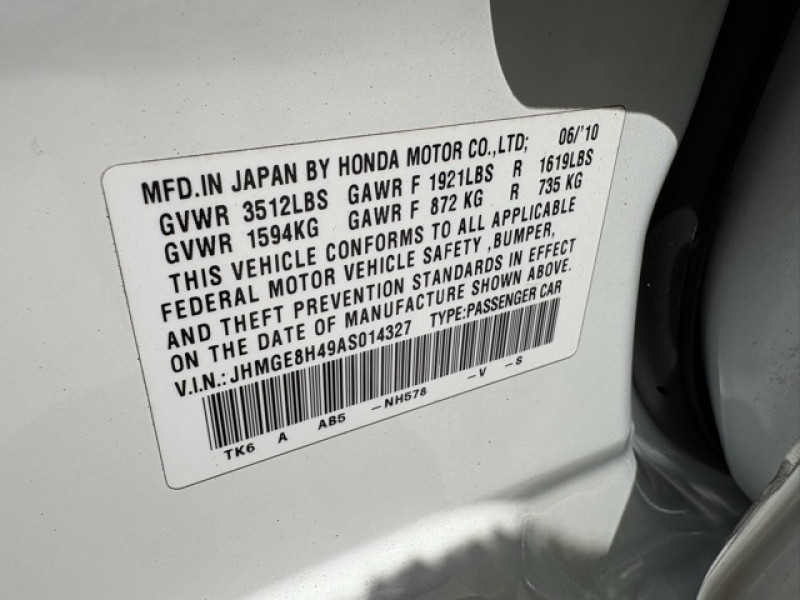 MFD.IN JAPAN BY HONDA MOTOR CO.,LTD; 06/'10
GVWR 3512LBS GAWR F 1921LBS R 1619LBS
GVWR 1594KG GAWR F 872 KG R 735 KG
THIS VEHICLE CONFORMS TO ALL APPLICABLE
FEDERAL MOTOR VEHICLE SAFETY ,BUMPER,
AND THEFT PREVENTION STANDARDS IN EFFECT
ON THE DATE OF MANUFACTURE SHOWN ABOVE.
V.I.N.: JHMGE8H49AS014327 TYPE:PASSENGER CAR
TK6 A AB5 -NH578 -V -S